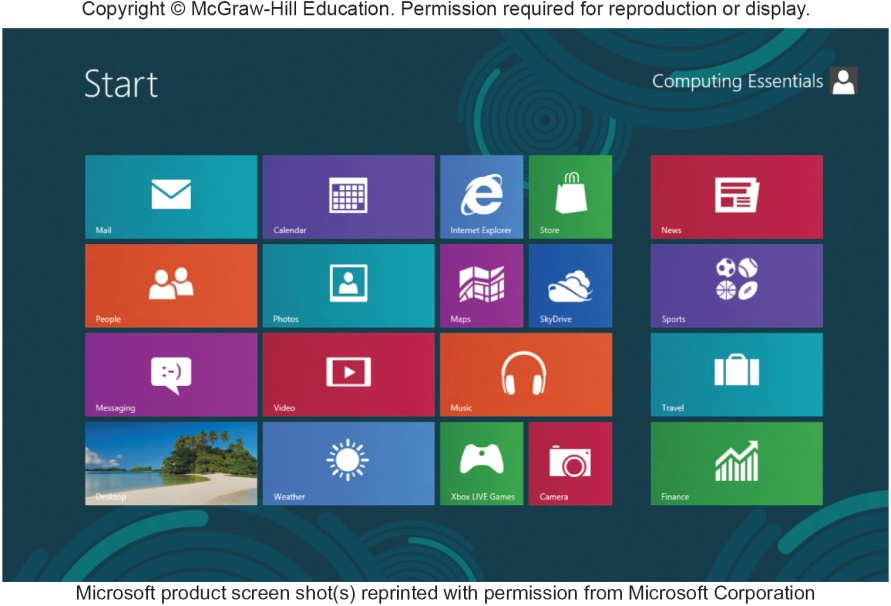 Copyright © McGraw-Hill Education. Permission required for reproduction or display.
Start
Computing Essentials
Mail
Calendar
Internet Explorer
Store
News
People
Photos
Maps
SkyDrive
Sports
Messaging
:-)
Video
Music
Travel
Desktop
Weather
Xbox LIVE Games
Camera
Finance
Microsoft product screen shot(s) reprinted with permission from Microsoft Corporation